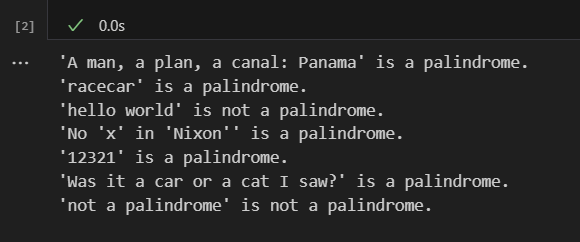 [2] ✓ 0.0s
... 'A man, a plan, a canal: Panama' is a palindrome.
'racecar' is a palindrome.
'hello world' is not a palindrome.
'No 'x' in 'Nixon'' is a palindrome.
'12321' is a palindrome.
'Was it a car or a cat I saw?' is a palindrome.
'not a palindrome' is not a palindrome.